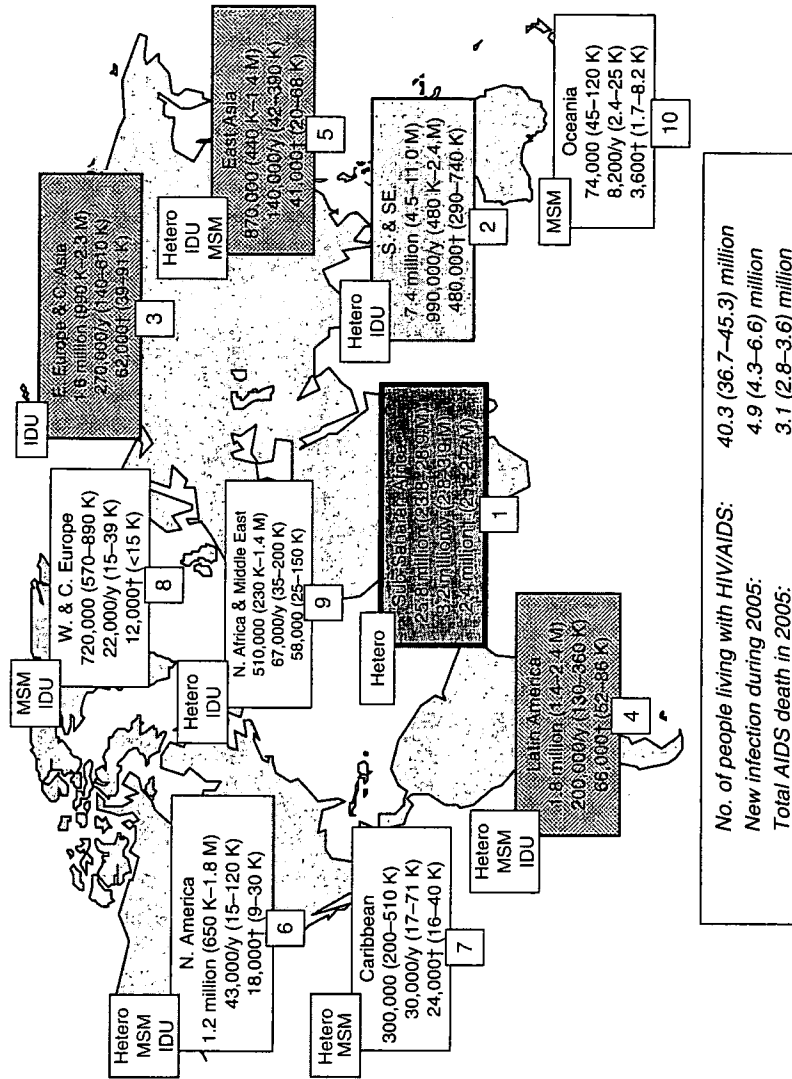 Hetero
MSM
IDU
N. America
1.2 million (650 K–1.8 M)
43,000/y (15–120 K)
18,000† (9–30 K)
6
Hetero
MSM
Caribbean
300,000 (200–510 K)
30,000/y (17–71 K)
24,000† (16–40 K)
7
Hetero
MSM
IDU
Latin America
1.8 million (1.4–2.4 M)
200,000/y (130–360 K)
66,000† (52–86 K)
4
MSM
IDU
W. & C. Europe
720,000 (570–890 K)
22,000/y (15–39 K)
12,000† (<15 K)
8
Hetero
IDU
N. Africa & Middle East
510,000 (230 K–1.4 M)
67,000/y (35–200 K)
58,000 (25–150 K)
9
Hetero
Sub-Saharan Africa
1
IDU
E. Europe & C. Asia
1.6 million (990 K–2.3 M)
270,000/y (140–610 K)
62,000† (39–91 K)
3
Hetero
IDU
MSM
East Asia
870,000 (440 K–1.4 M)
140,000/y (42–390 K)
41,000† (20–68 K)
5
Hetero
IDU
S. & SE.
7.4 million (4.5–11.0 M)
990,000/y (480 K–2.4 M)
480,000† (290–740 K)
2
MSM
Oceania
74,000 (45–120 K)
8,200/y (2.4–25 K)
3,600† (1.7–8.2 K)
10
No. of people living with HIV/AIDS: 40.3 (36.7–45.3) million
New infection during 2005: 4.9 (4.3–6.6) million
Total AIDS death in 2005: 3.1 (2.8–3.6) million